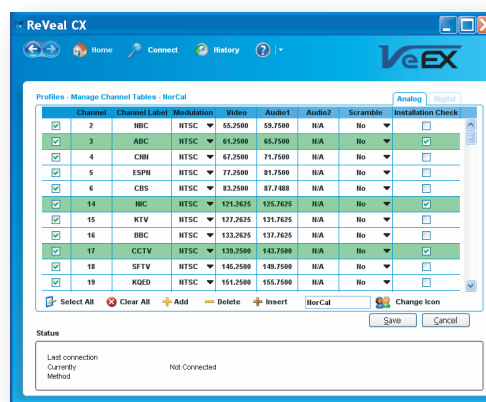 ReVeal CX
Home Connect History ?
VeEX
Profiles - Manage Channel Tables - NorCal Analog Digital
Channel Channel Label Modulation Video Audio1 Audio2 Scramble Installation Check
2 NBC NTSC 55.2500 59.7500 N/A No
3 ABC NTSC 61.2500 65.7500 N/A No
4 CNN NTSC 67.2500 71.7500 N/A No
5 ESPN NTSC 77.2500 81.7500 N/A No
6 CBS NTSC 83.2500 87.7488 N/A No
14 NIC NTSC 121.2625 125.7625 N/A No
15 KTV NTSC 127.2625 131.7625 N/A No
16 BBC NTSC 133.2625 137.7625 N/A No
17 CCTV NTSC 139.2500 143.7500 N/A No
18 SFTV NTSC 145.2500 149.7500 N/A No
19 KQED NTSC 151.2500 155.7500 N/A No
Select All Clear All Add Delete Insert NorCal Change Icon
Save Cancel
Status
Last connection
Currently Not Connected
Method